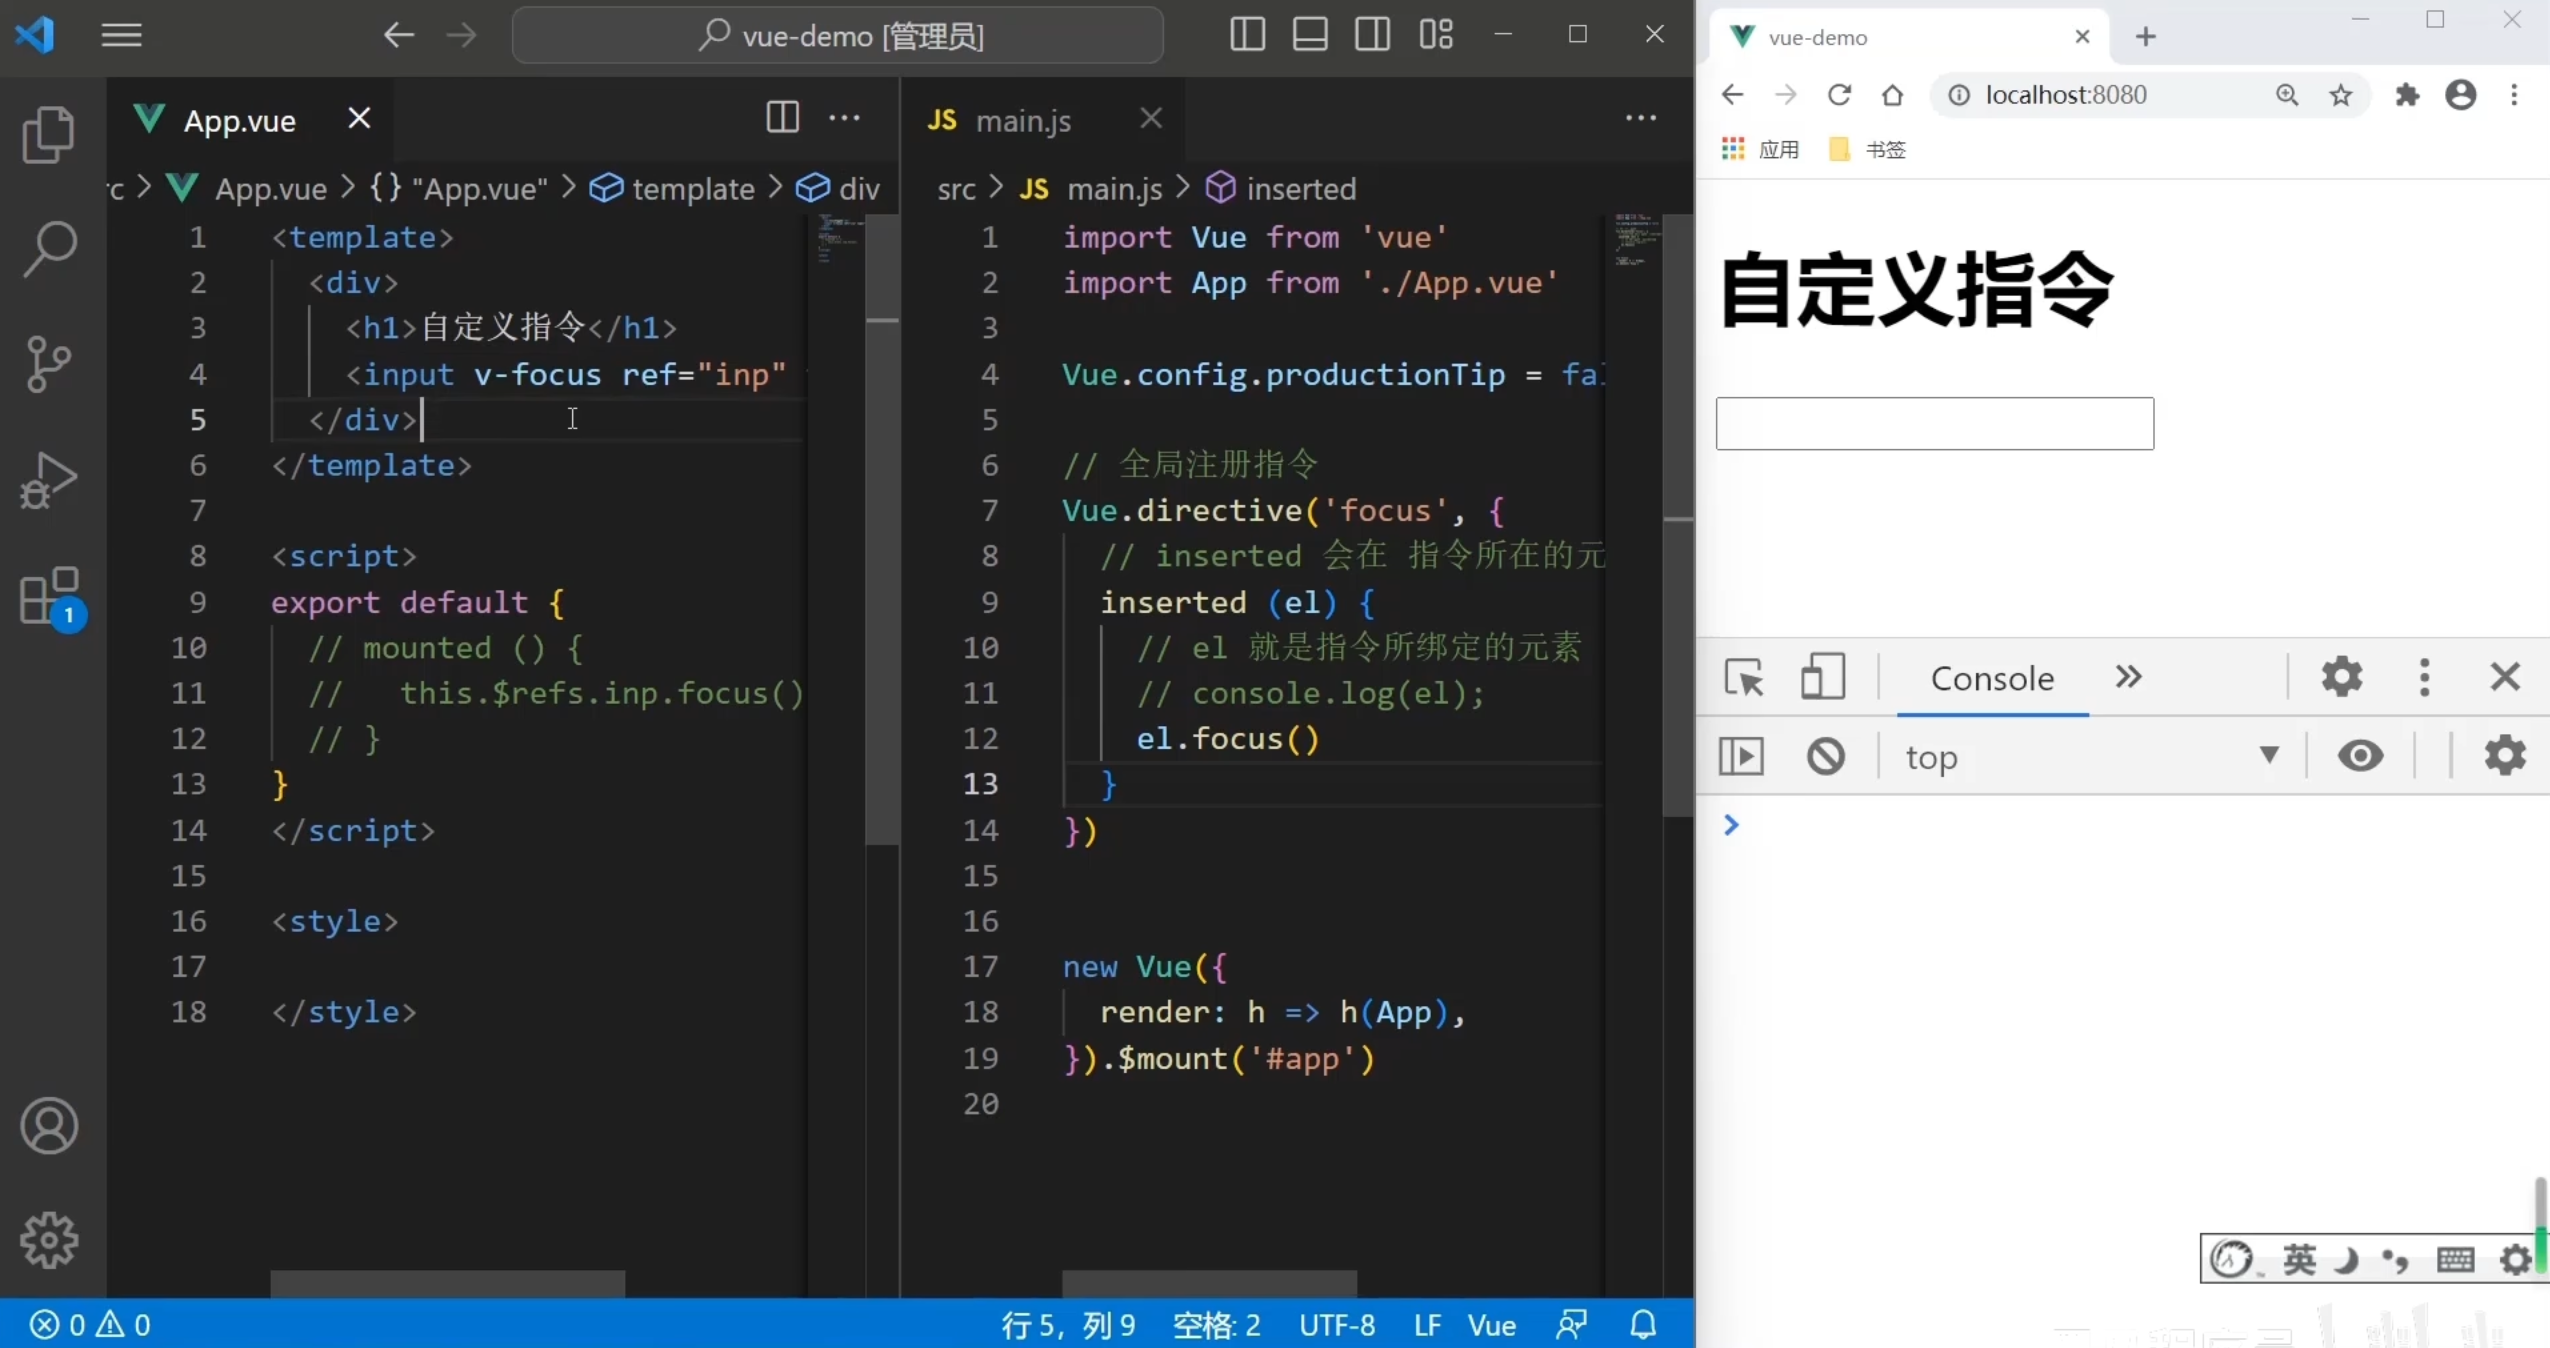 vue-demo [管理员]
App.vue
rc > App.vue > {} "App.vue" > template > div
1 <template>
2 <div>
3 <h1>自定义指令</h1>
4 <input v-focus ref="inp"
5 </div>
6 </template>
7
8 <script>
9 export default {
10 // mounted () {
11 // this.$refs.inp.focus()
12 // }
13 }
14 </script>
15
16 <style>
17
18 </style>
JS main.js
src > JS main.js > inserted
1 import Vue from 'vue'
2 import App from './App.vue'
3
4 Vue.config.productionTip = fal
5
6 // 全局注册指令
7 Vue.directive('focus', {
8 // inserted 会在 指令所在的元
9 inserted (el) {
10 // el 就是指令所绑定的元素
11 // console.log(el);
12 el.focus()
13 }
14 })
15
16
17 new Vue({
18 render: h => h(App),
19 }).$mount('#app')
20
1
0 0
行 5，列 9 空格: 2 UTF-8 LF Vue
vue-demo
localhost:8080
应用 书签
自定义指令
Console
top
英